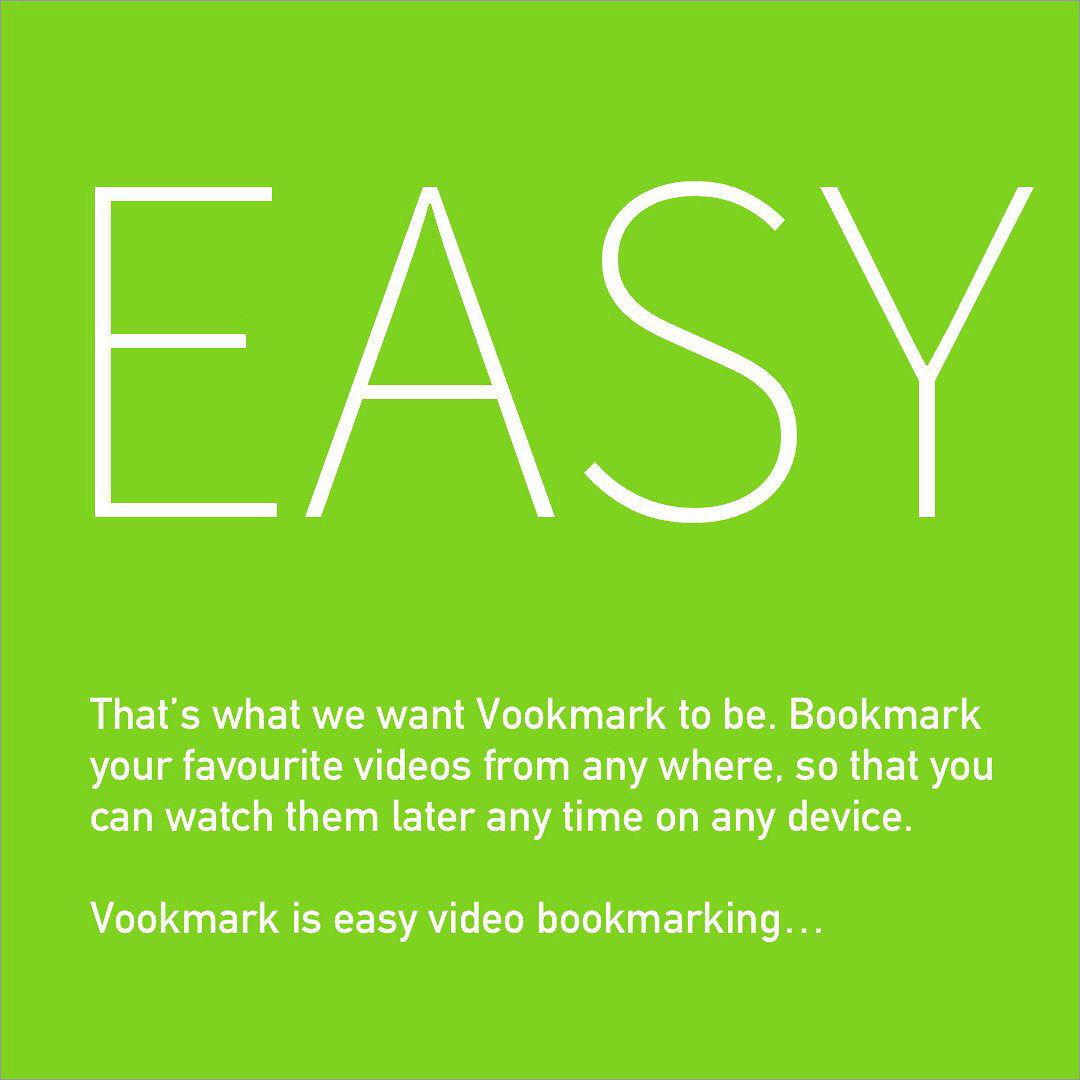 EASY
That's what we want Vookmark to be. Bookmark
your favourite videos from any where, so that you
can watch them later any time on any device.
Vookmark is easy video bookmarking...